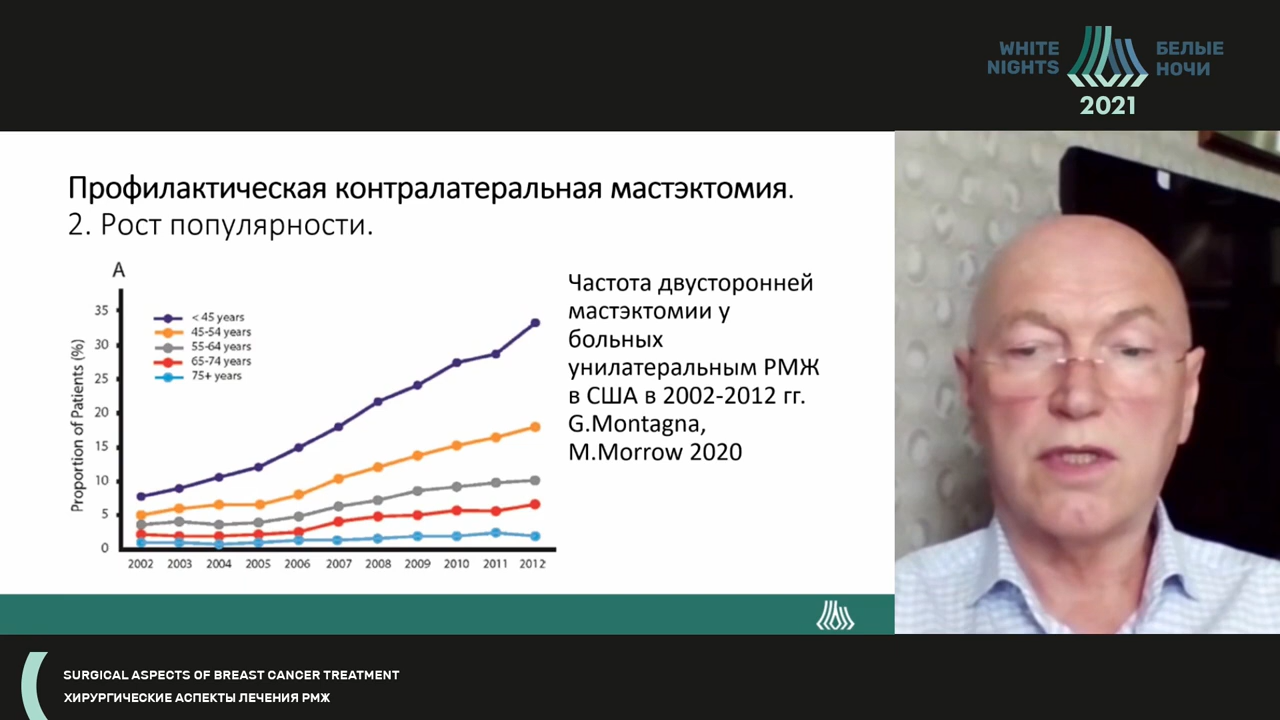 WHITE NIGHTS
БЕЛЫЕ НОЧИ
2021
Профилактическая контралатеральная мастэктомия.
2. Рост популярности.
A
Proportion of Patients (%)
35
30
25
20
15
10
5
0
< 45 years
45-54 years
55-64 years
65-74 years
75+ years
2002 2003 2004 2005 2006 2007 2008 2009 2010 2011 2012
Частота двусторонней
мастэктомии у
больных
унилатеральным РМЖ
в США в 2002-2012 гг.
G.Montagna,
M.Morrow 2020
SURGICAL ASPECTS OF BREAST CANCER TREATMENT
ХИРУРГИЧЕСКИЕ АСПЕКТЫ ЛЕЧЕНИЯ РМЖ